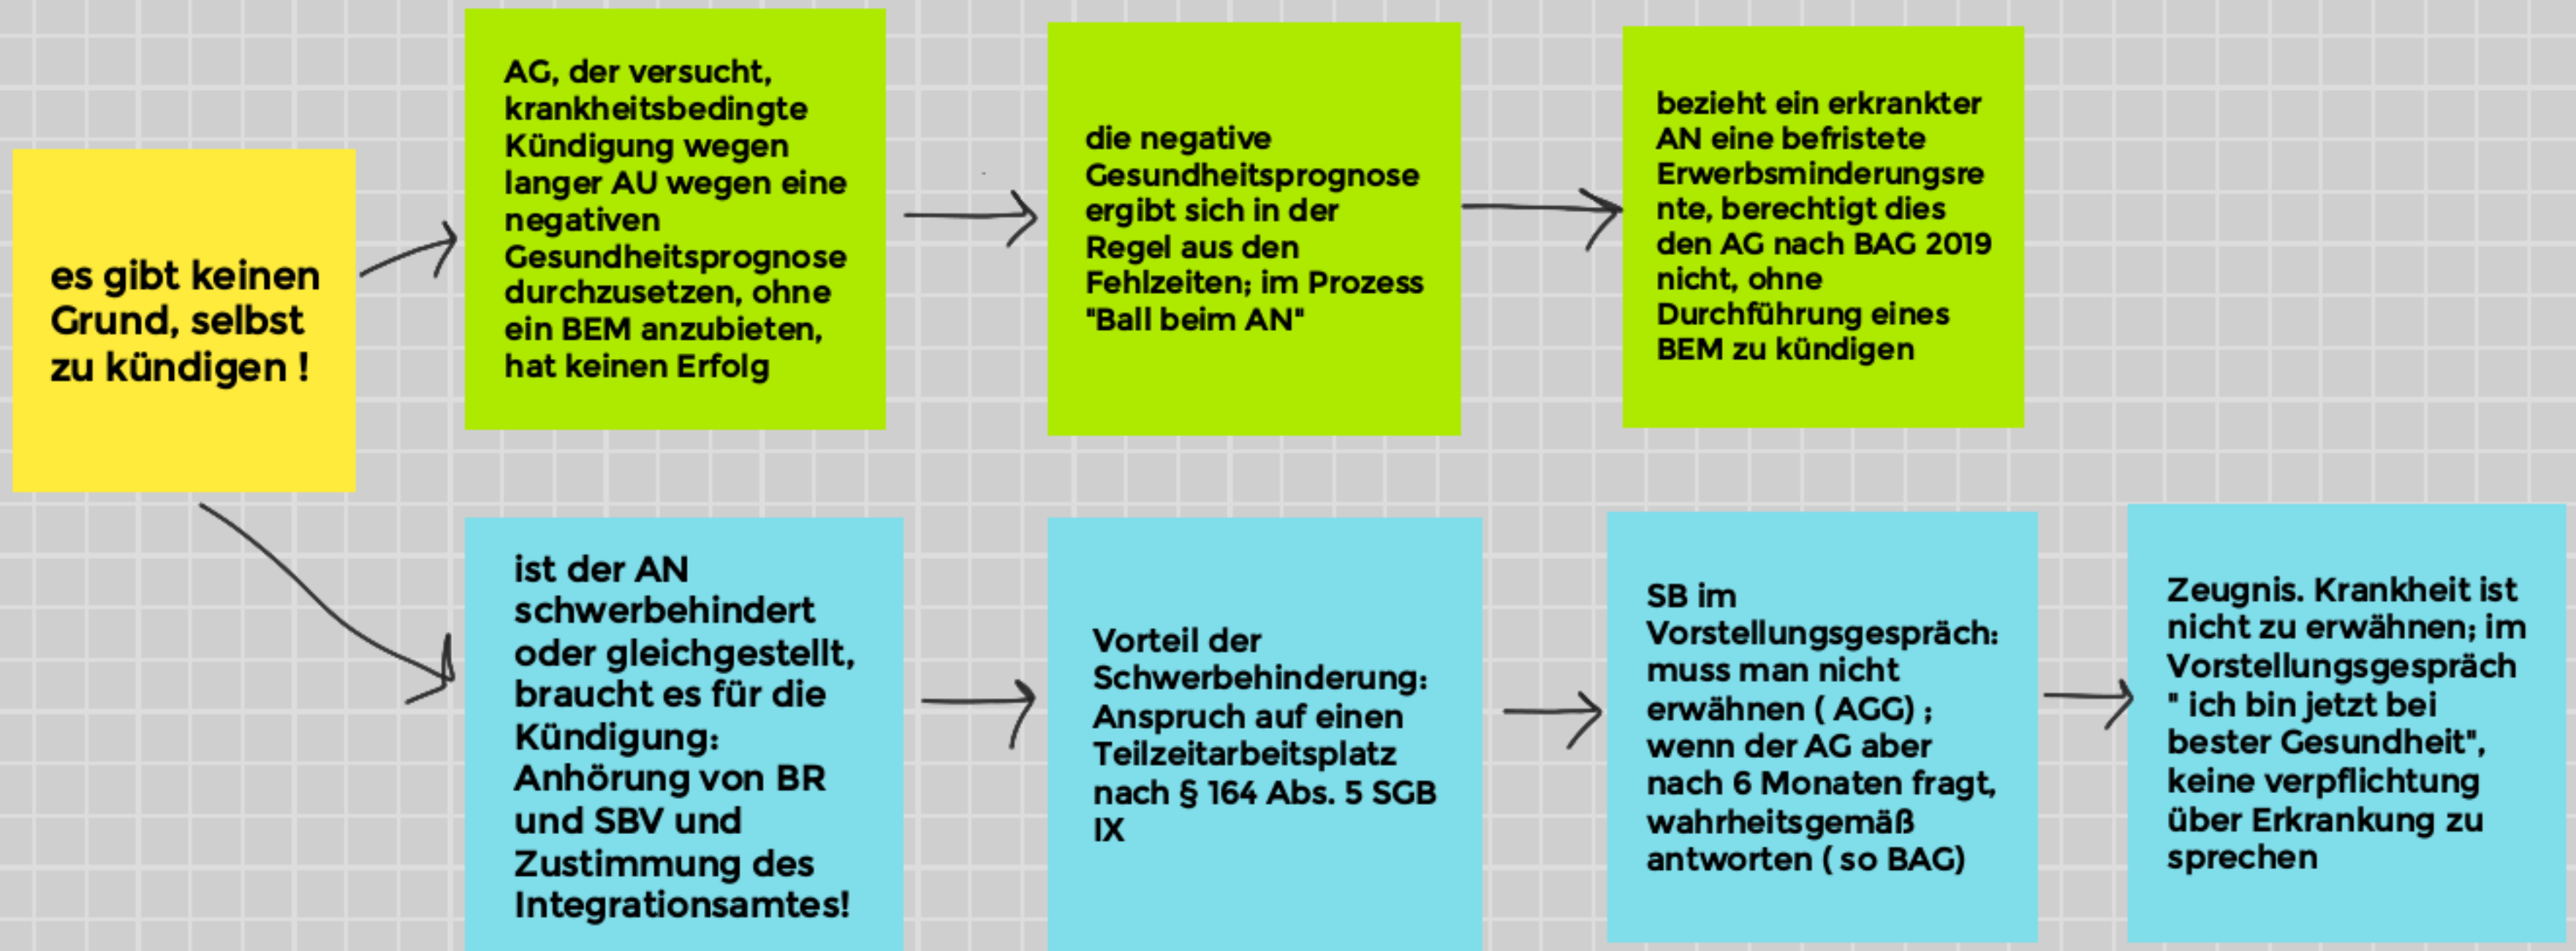 es gibt keinen
Grund, selbst
zu kündigen !
AG, der versucht,
krankheitsbedingte
Kündigung wegen
langer AU wegen eine
negativen
Gesundheitsprognose
durchzusetzen, ohne
ein BEM anzubieten,
hat keinen Erfolg
die negative
Gesundheitsprognose
ergibt sich in der
Regel aus den
Fehlzeiten; im Prozess
"Ball beim AN"
bezieht ein erkrankter
AN eine befristete
Erwerbsminderungsre
nte, berechtigt dies
den AG nach BAG 2019
nicht, ohne
Durchführung eines
BEM zu kündigen
ist der AN
schwerbehindert
oder gleichgestellt,
braucht es für die
Kündigung:
Anhörung von BR
und SBV und
Zustimmung des
Integrationsamtes!
Vorteil der
Schwerbehinderung:
Anspruch auf einen
Teilzeitarbeitsplatz
nach § 164 Abs. 5 SGB
IX
SB im
Vorstellungsgespräch:
muss man nicht
erwähnen ( AGG) ;
wenn der AG aber
nach 6 Monaten fragt,
wahrheitsgemäß
antworten ( so BAG)
Zeugnis. Krankheit ist
nicht zu erwähnen; im
Vorstellungsgespräch
" ich bin jetzt bei
bester Gesundheit",
keine verpflichtung
über Erkrankung zu
sprechen